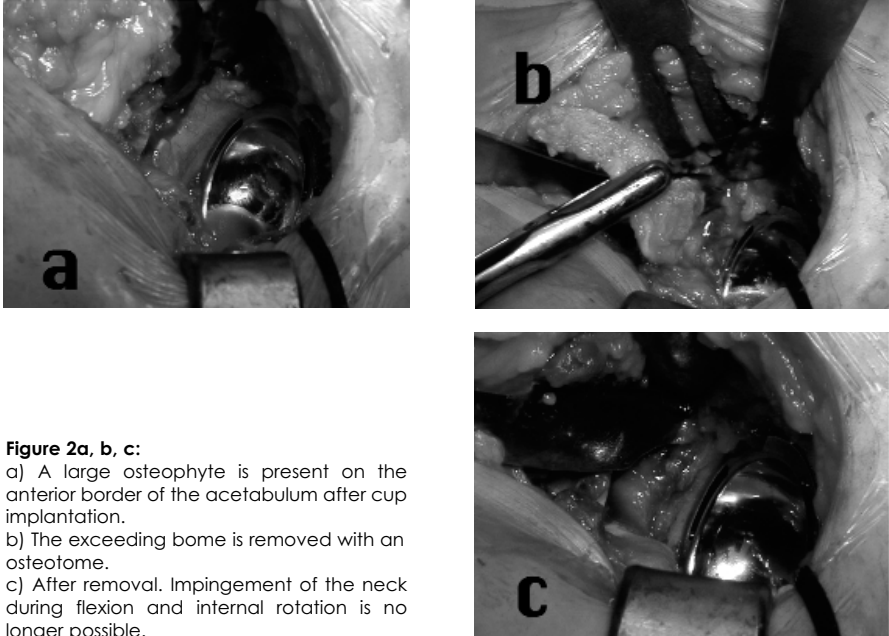 a
b
Figure 2a, b, c:
a) A large osteophyte is present on the
anterior border of the acetabulum after cup
implantation.
b) The exceeding bome is removed with an
osteotome.
c) After removal. Impingement of the neck
during flexion and internal rotation is no
longer possible.
c